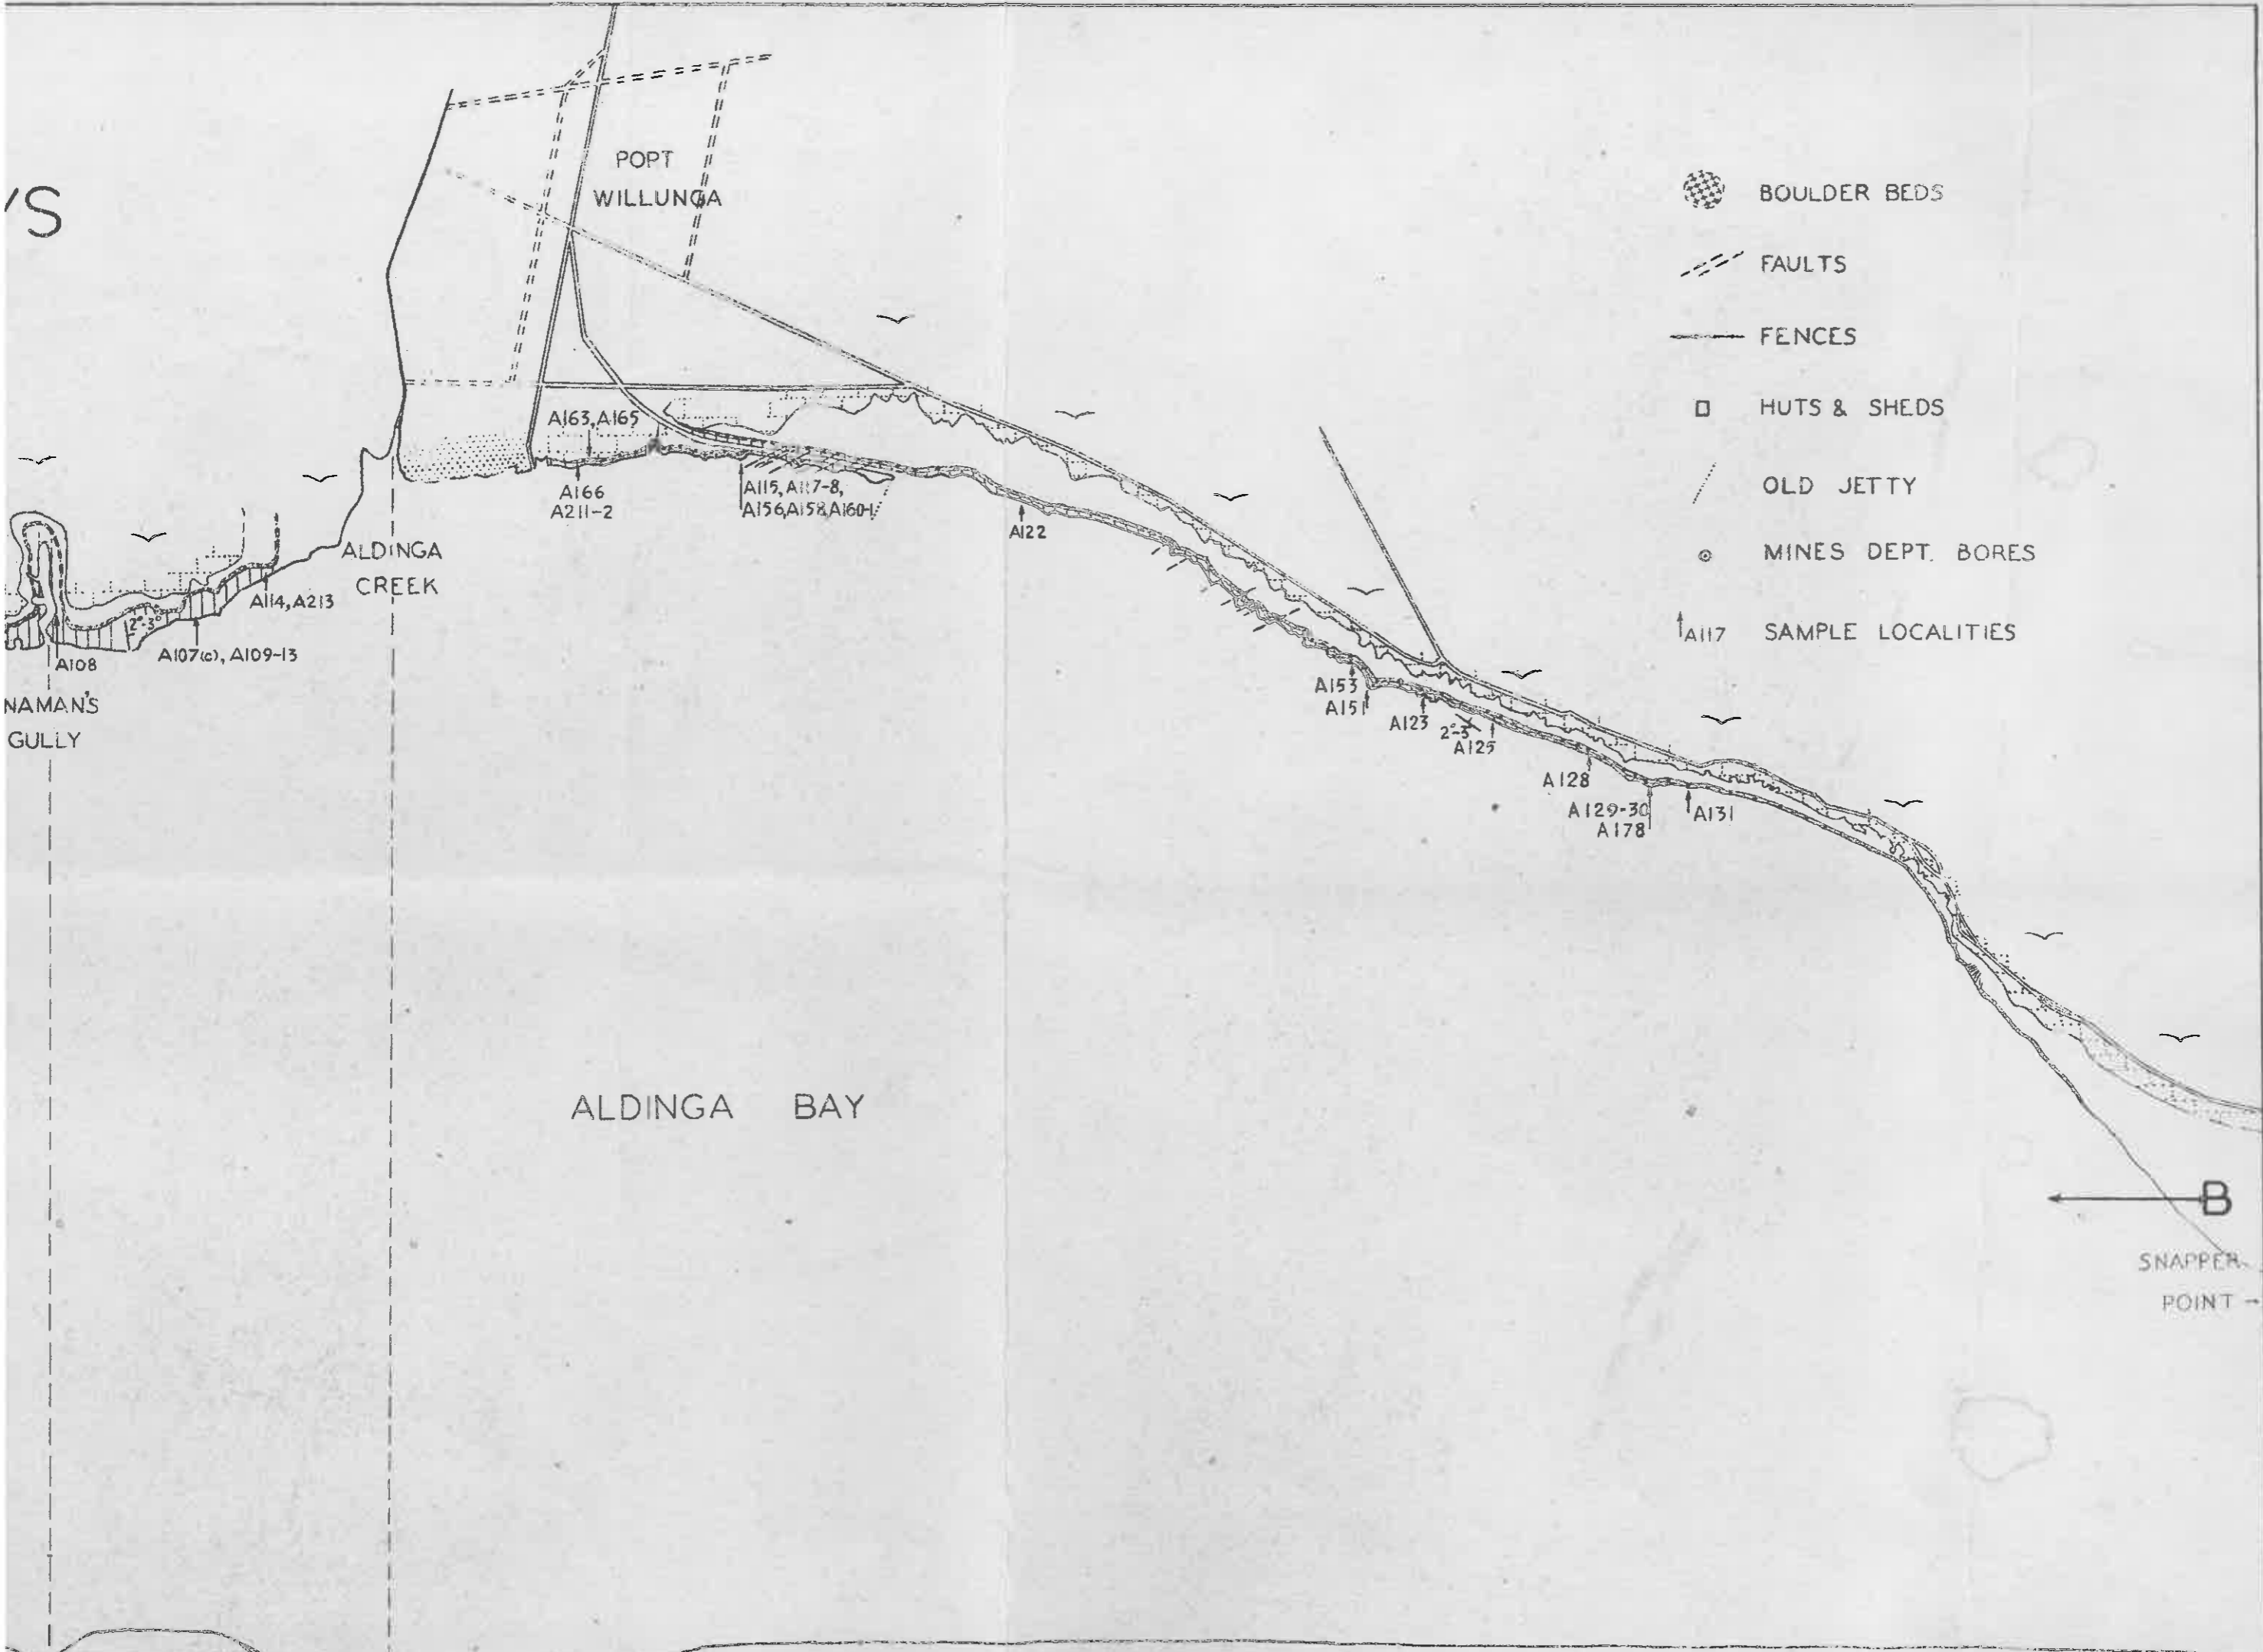 'S
POPT
WILLUNGA
BOULDER BEDS
FAULTS
FENCES
HUTS & SHEDS
OLD JETTY
MINES DEPT. BORES
A117 SAMPLE LOCALITIES
A163, A165
A166
A211-2
A115, A117-8,
A156, A158, A160-1
A122
ALDINGA
CREEK
A114, A213
2°-3°
A107(c), A109-13
A108
NAMAN'S
GULLY
A153
A151
A123
2°-3°
A125
A128
A129-30
A178
A131
ALDINGA BAY
B
SNAPPER
POINT